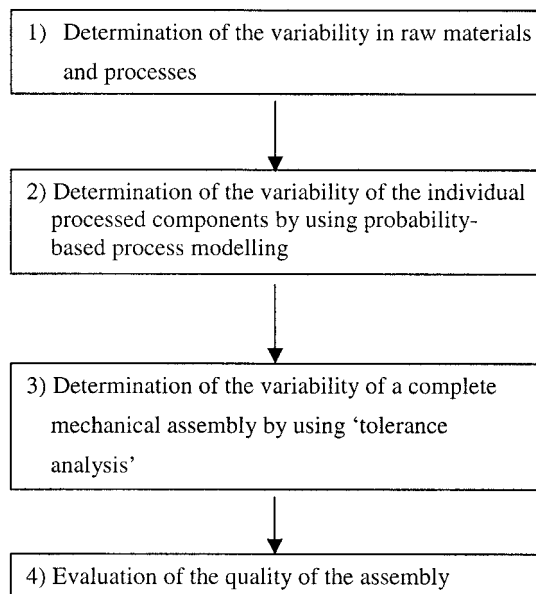 1) Determination of the variability in raw materials
and processes
2) Determination of the variability of the individual
processed components by using probability-
based process modelling
3) Determination of the variability of a complete
mechanical assembly by using ‘tolerance
analysis’
4) Evaluation of the quality of the assembly